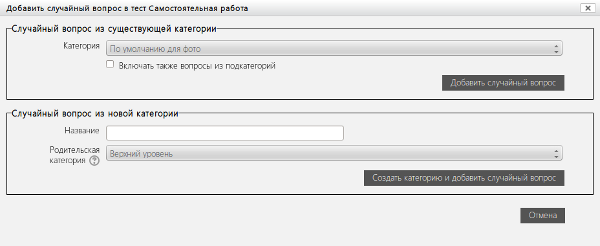 Добавить случайный вопрос в тест Самостоятельная работа
Случайный вопрос из существующей категории
Категория
По умолчанию для фото
Включать также вопросы из подкатегорий
Добавить случайный вопрос
Случайный вопрос из новой категории
Название
Родительская
категория ?
Верхний уровень
Создать категорию и добавить случайный вопрос
Отмена